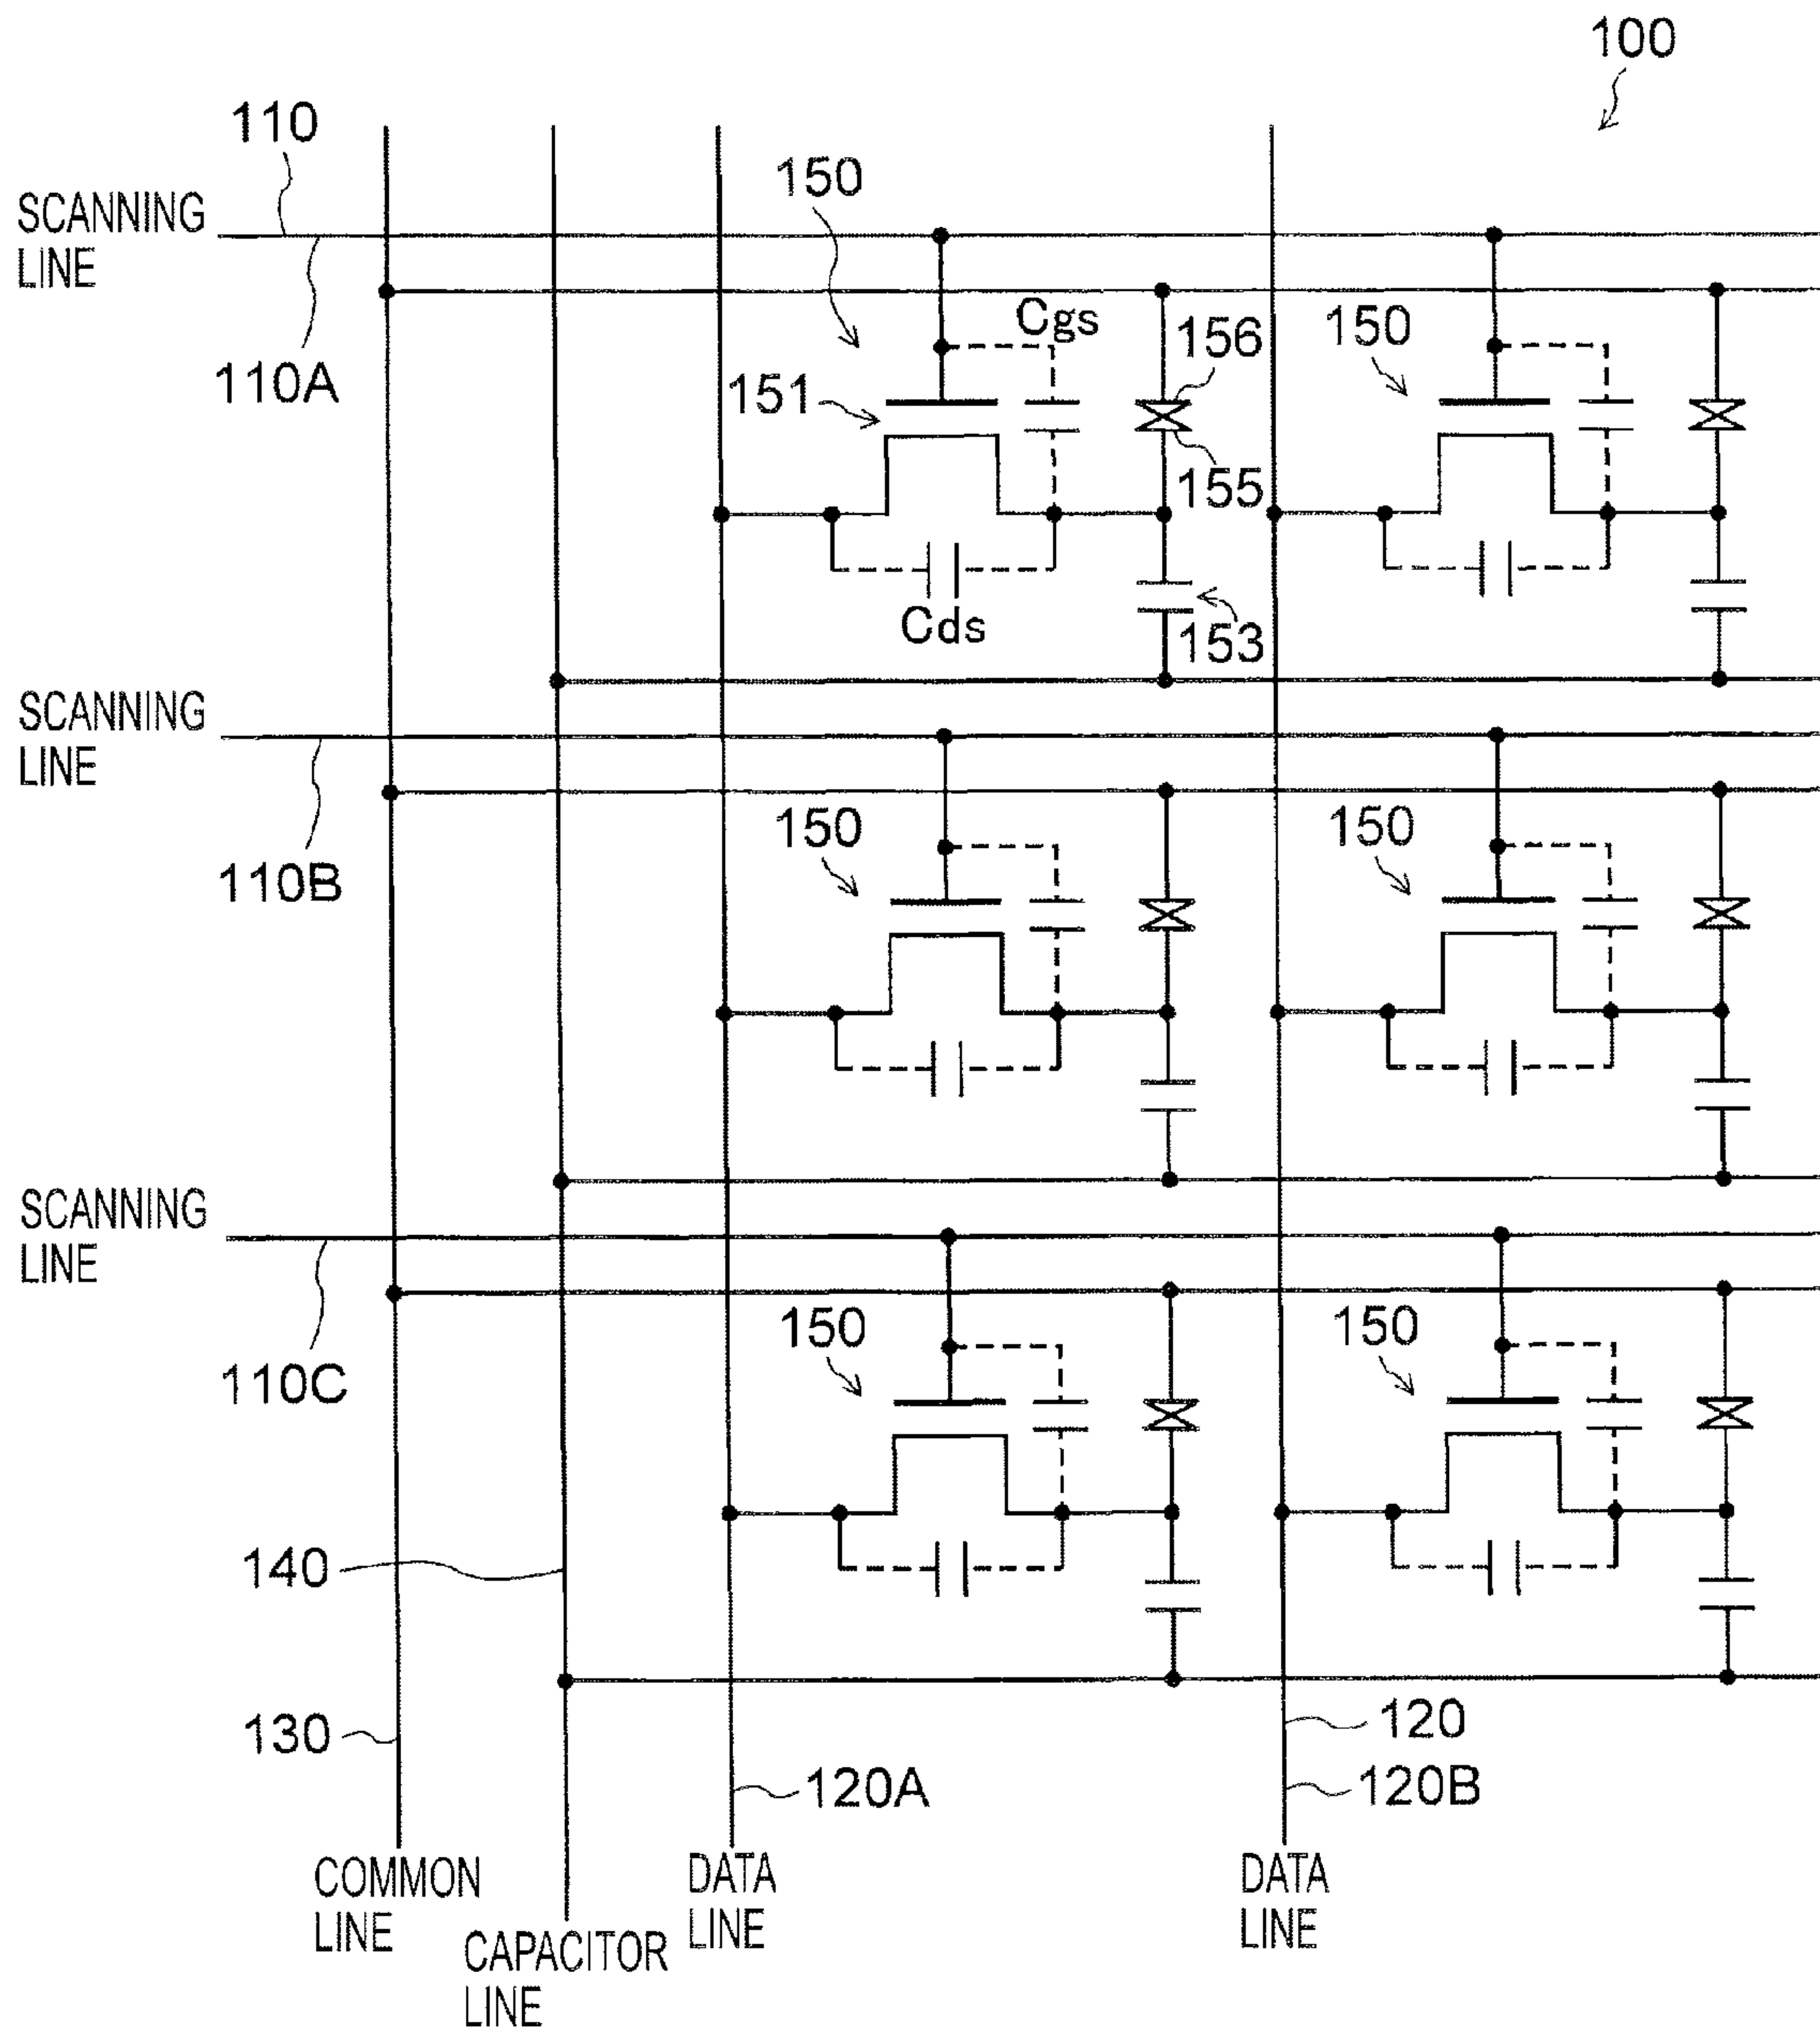 100
110
SCANNING
LINE
150
Cgs
156
150
110A
151
155
Cds
153
SCANNING
LINE
150
150
110B
SCANNING
LINE
150
150
110C
140
130
120
120A
120B
COMMON
LINE
DATA
LINE
DATA
LINE
CAPACITOR
LINE